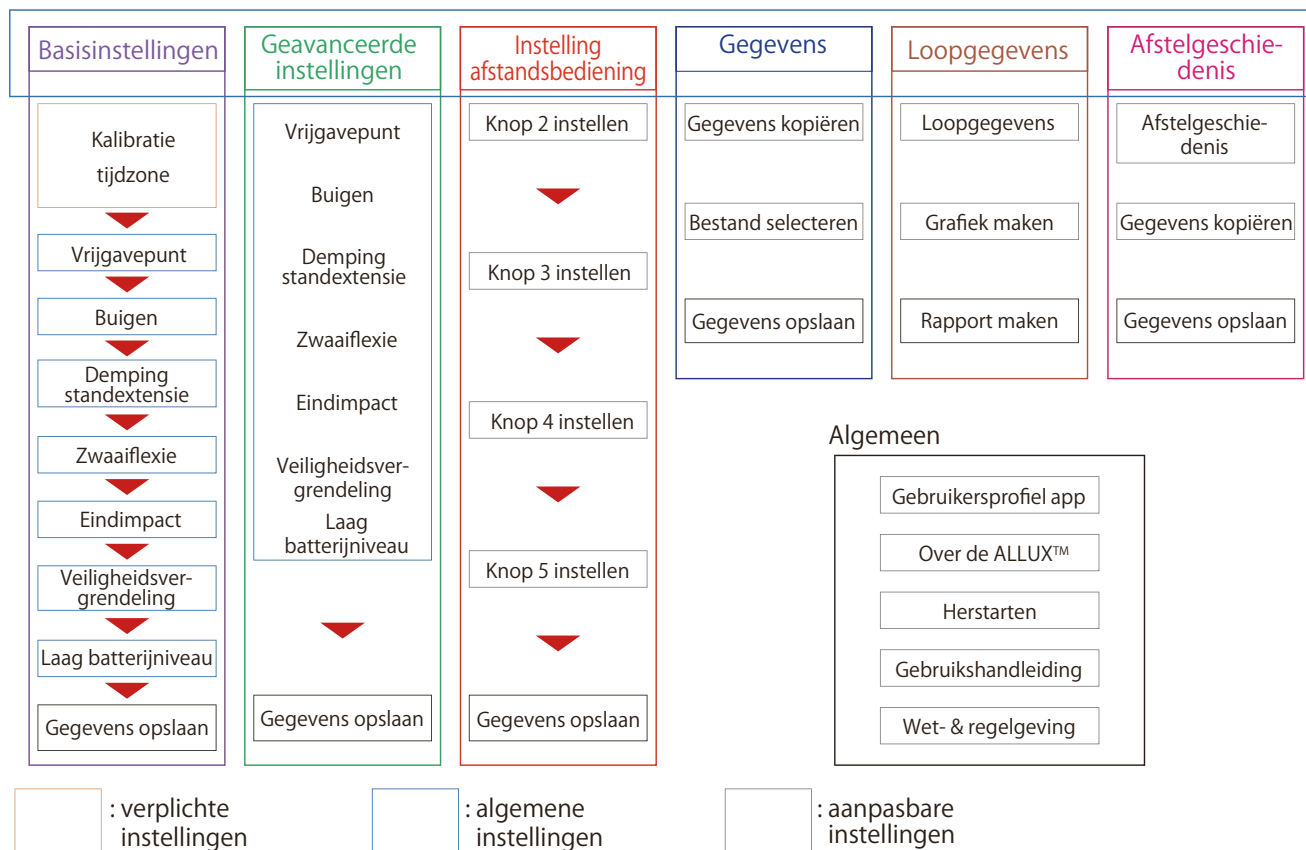 Basisinstellingen
Geavanceerde
instellingen
Instelling
afstandsbediening
Gegevens
Loopgegevens
Afstelgeschie-
denis
Kalibratie
tijdzone
Vrijgavepunt
Buigen
Demping
standextensie
Zwaaiflexie
Eindimpact
Veiligheidsver-
grendeling
Laag batterijniveau
Gegevens opslaan
Vrijgavepunt
Buigen
Demping
standextensie
Zwaaiflexie
Eindimpact
Veiligheidsver-
grendeling
Laag
batterijniveau
Gegevens opslaan
Knop 2 instellen
Knop 3 instellen
Knop 4 instellen
Knop 5 instellen
Gegevens opslaan
Gegevens kopiëren
Bestand selecteren
Gegevens opslaan
Loopgegevens
Grafiek maken
Rapport maken
Afstelgeschie-
denis
Gegevens kopiëren
Gegevens opslaan
Algemeen
Gebruikersprofiel app
Over de ALLUX™
Herstarten
Gebruikshandleiding
Wet- & regelgeving
: verplichte
instellingen
: algemene
instellingen
: aanpasbare
instellingen